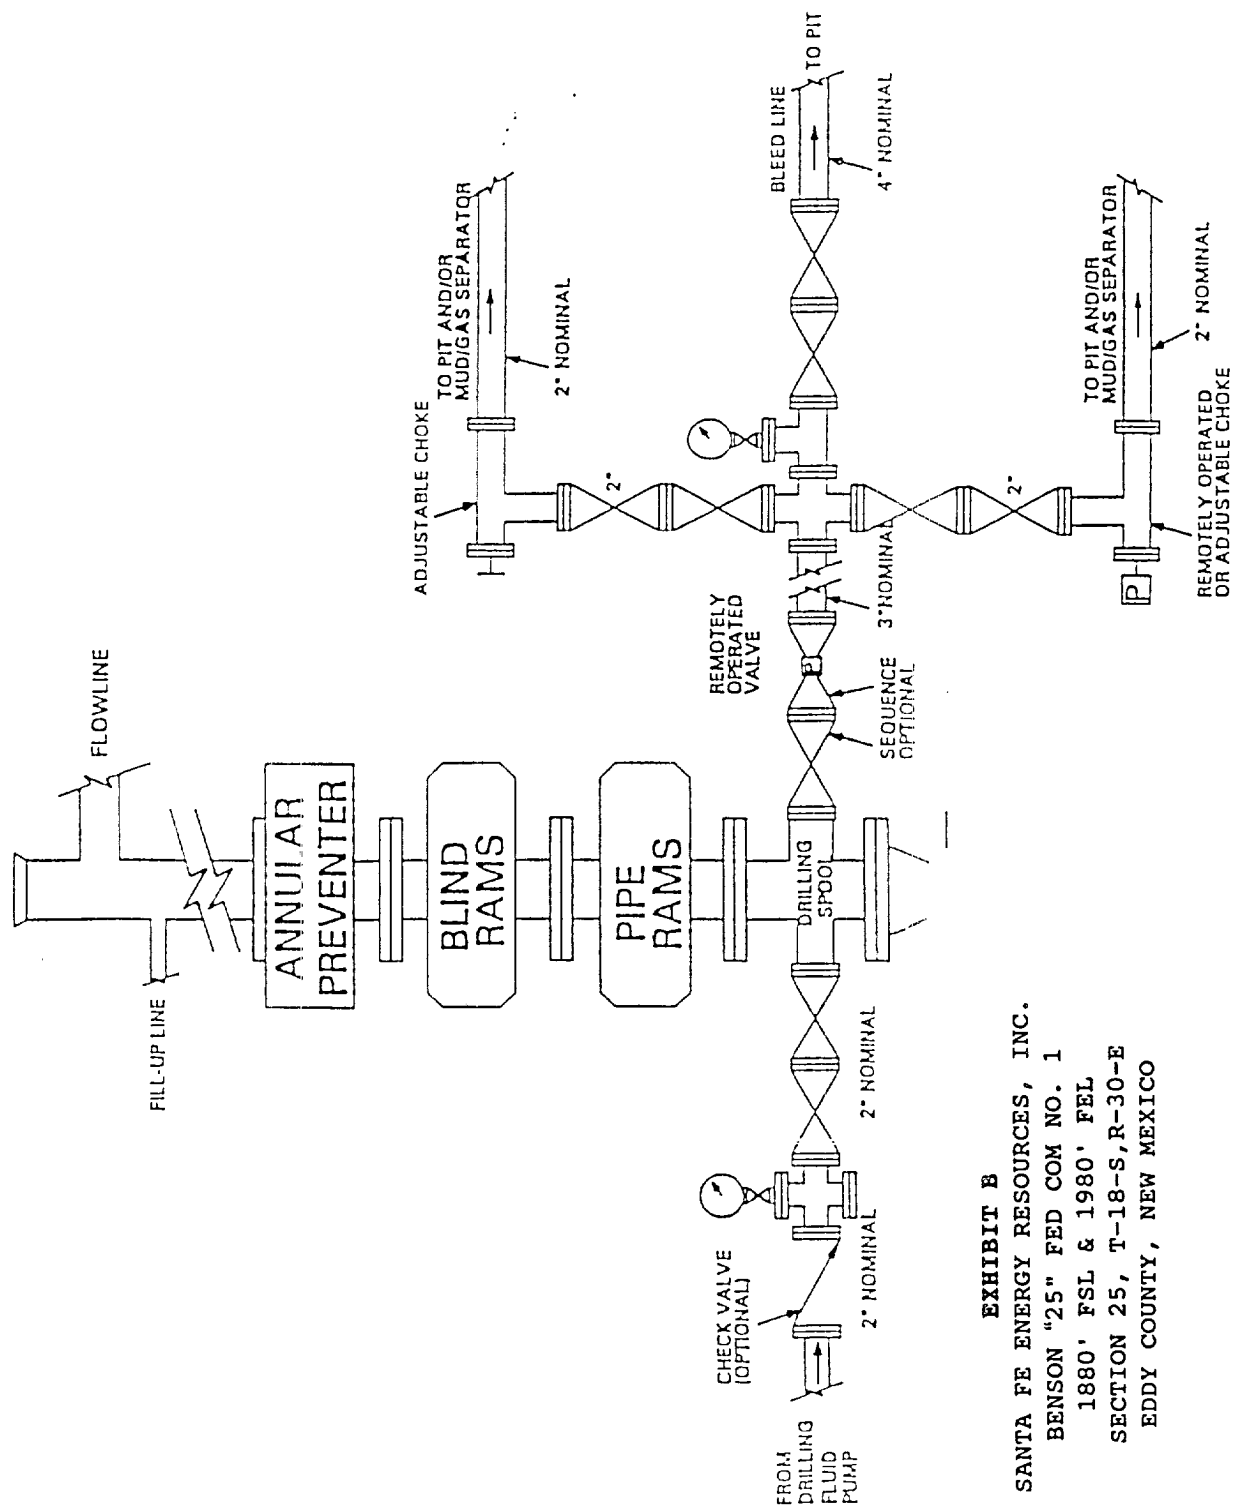 FLOWLINE
FILL-UP LINE
ANNULAR
PREVENTER
BLIND
RAMS
PIPE
RAMS
DRILLING
SPOOL
FROM
DRILLING
FLUID
PUMP
CHECK VALVE
(OPTIONAL)
2" NOMINAL
2" NOMINAL
SEQUENCE
OPTIONAL
REMOTELY
OPERATED
VALVE
P
3" NOMINAL
ADJUSTABLE CHOKE
TO PIT AND/OR
MUD/GAS SEPARATOR
2" NOMINAL
2"
BLEED LINE
TO PIT
4" NOMINAL
2"
TO PIT AND/OR
MUD/GAS SEPARATOR
2" NOMINAL
P
REMOTELY OPERATED
OR ADJUSTABLE CHOKE
EXHIBIT B
SANTA FE ENERGY RESOURCES, INC.
BENSON "25" FED COM NO. 1
1880' FSL & 1980' FEL
SECTION 25, T-18-S,R-30-E
EDDY COUNTY, NEW MEXICO